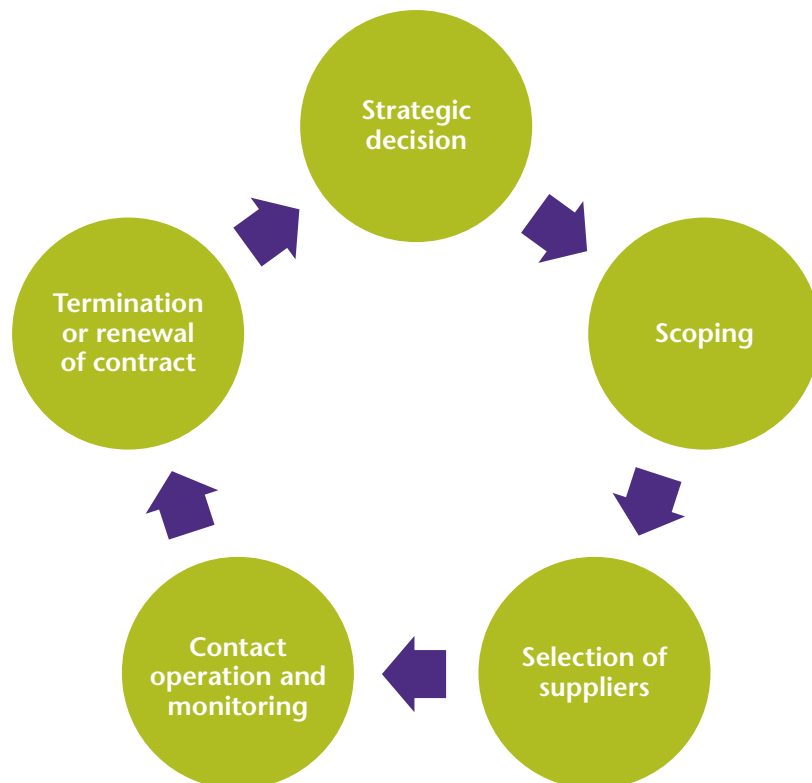 Strategic
decision
Scoping
Selection of
suppliers
Contact
operation and
monitoring
Termination
or renewal
of contract